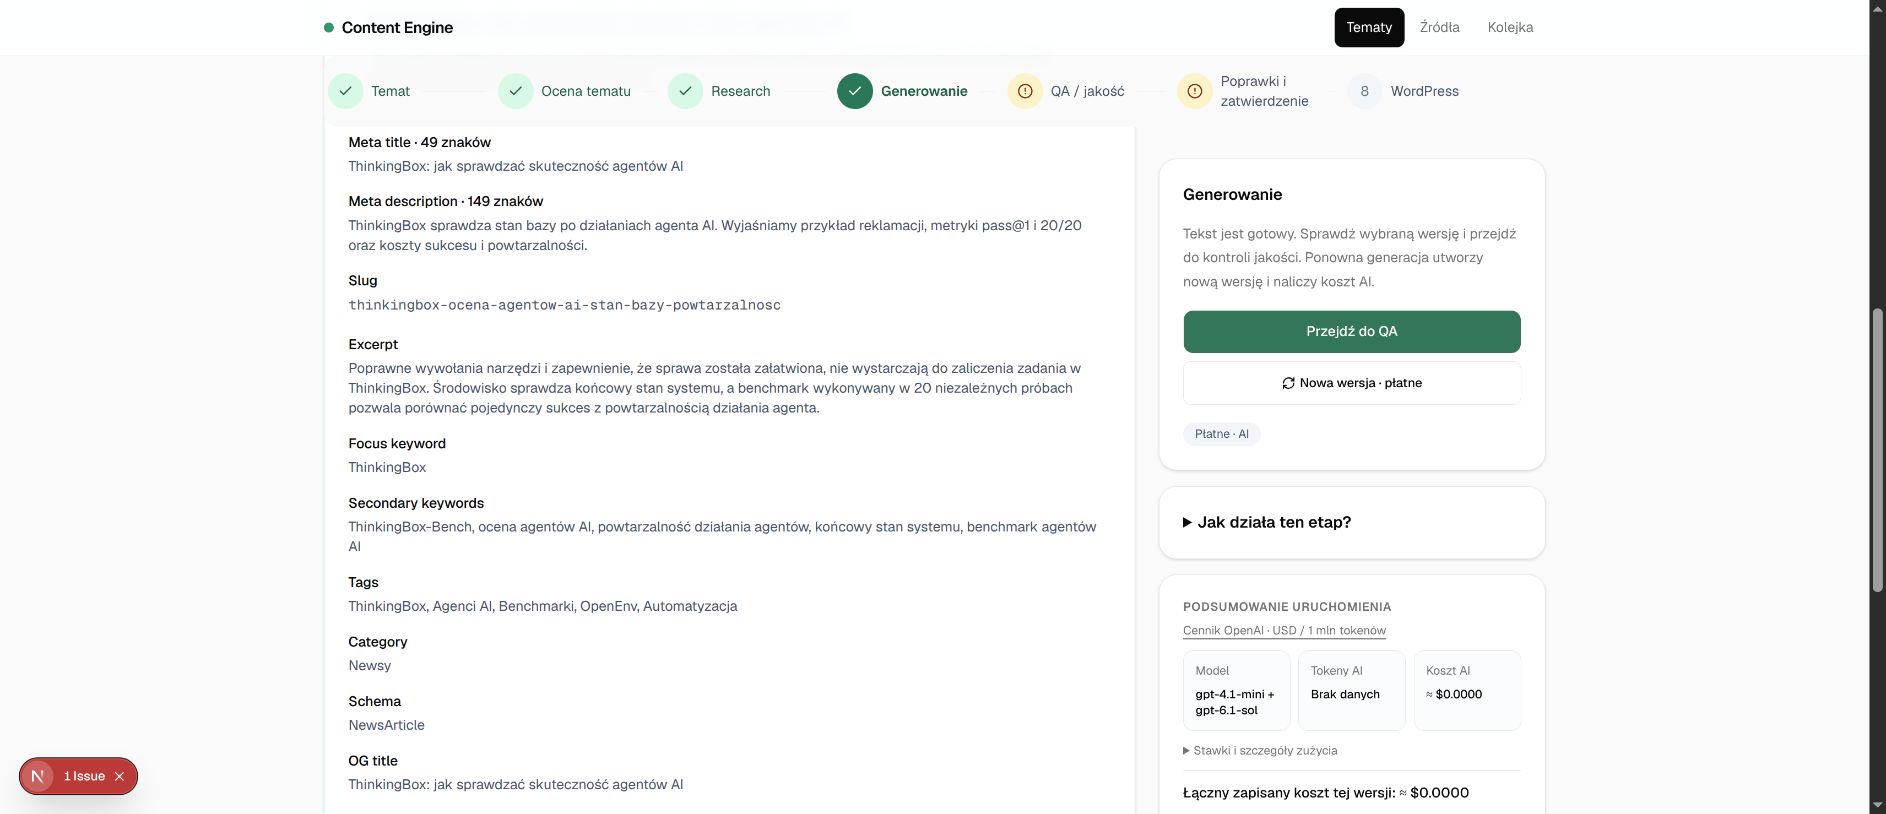 Content Engine
Tematy
Źródła
Kolejka
Temat
Ocena tematu
Research
Generowanie
QA / jakość
Poprawki i
zatwierdzenie
8
WordPress
Meta title · 49 znaków
ThinkingBox: jak sprawdzać skuteczność agentów AI
Meta description · 149 znaków
ThinkingBox sprawdza stan bazy po działaniach agenta AI. Wyjaśniamy przykład reklamacji, metryki pass@1 i 20/20
oraz koszty sukcesu i powtarzalności.
Slug
thinkingbox-ocena-agentow-ai-stan-bazy-powtarzalnosc
Excerpt
Poprawne wywołania narzędzi i zapewnienie, że sprawa została załatwiona, nie wystarczają do zaliczenia zadania w
ThinkingBox. Środowisko sprawdza końcowy stan systemu, a benchmark wykonywany w 20 niezależnych próbach
pozwala porównać pojedynczy sukces z powtarzalnością działania agenta.
Focus keyword
ThinkingBox
Secondary keywords
ThinkingBox-Bench, ocena agentów AI, powtarzalność działania agentów, końcowy stan systemu, benchmark agentów
AI
Tags
ThinkingBox, Agenci AI, Benchmarki, OpenEnv, Automatyzacja
Category
Newsy
Schema
NewsArticle
OG title
ThinkingBox: jak sprawdzać skuteczność agentów AI
Generowanie
Tekst jest gotowy. Sprawdź wybraną wersję i przejdź
do kontroli jakości. Ponowna generacja utworzy
nową wersję i naliczy koszt AI.
Przejdź do QA
Nowa wersja · płatne
Płatne · AI
Jak działa ten etap?
PODSUMOWANIE URUCHOMIENIA
Cennik OpenAI · USD / 1 mln tokenów
Model
gpt-4.1-mini +
gpt-6.1-sol
Tokeny AI
Brak danych
Koszt AI
≈ $0.0000
Stawki i szczegóły zużycia
Łączny zapisany koszt tej wersji: ≈ $0.0000
N
1 Issue